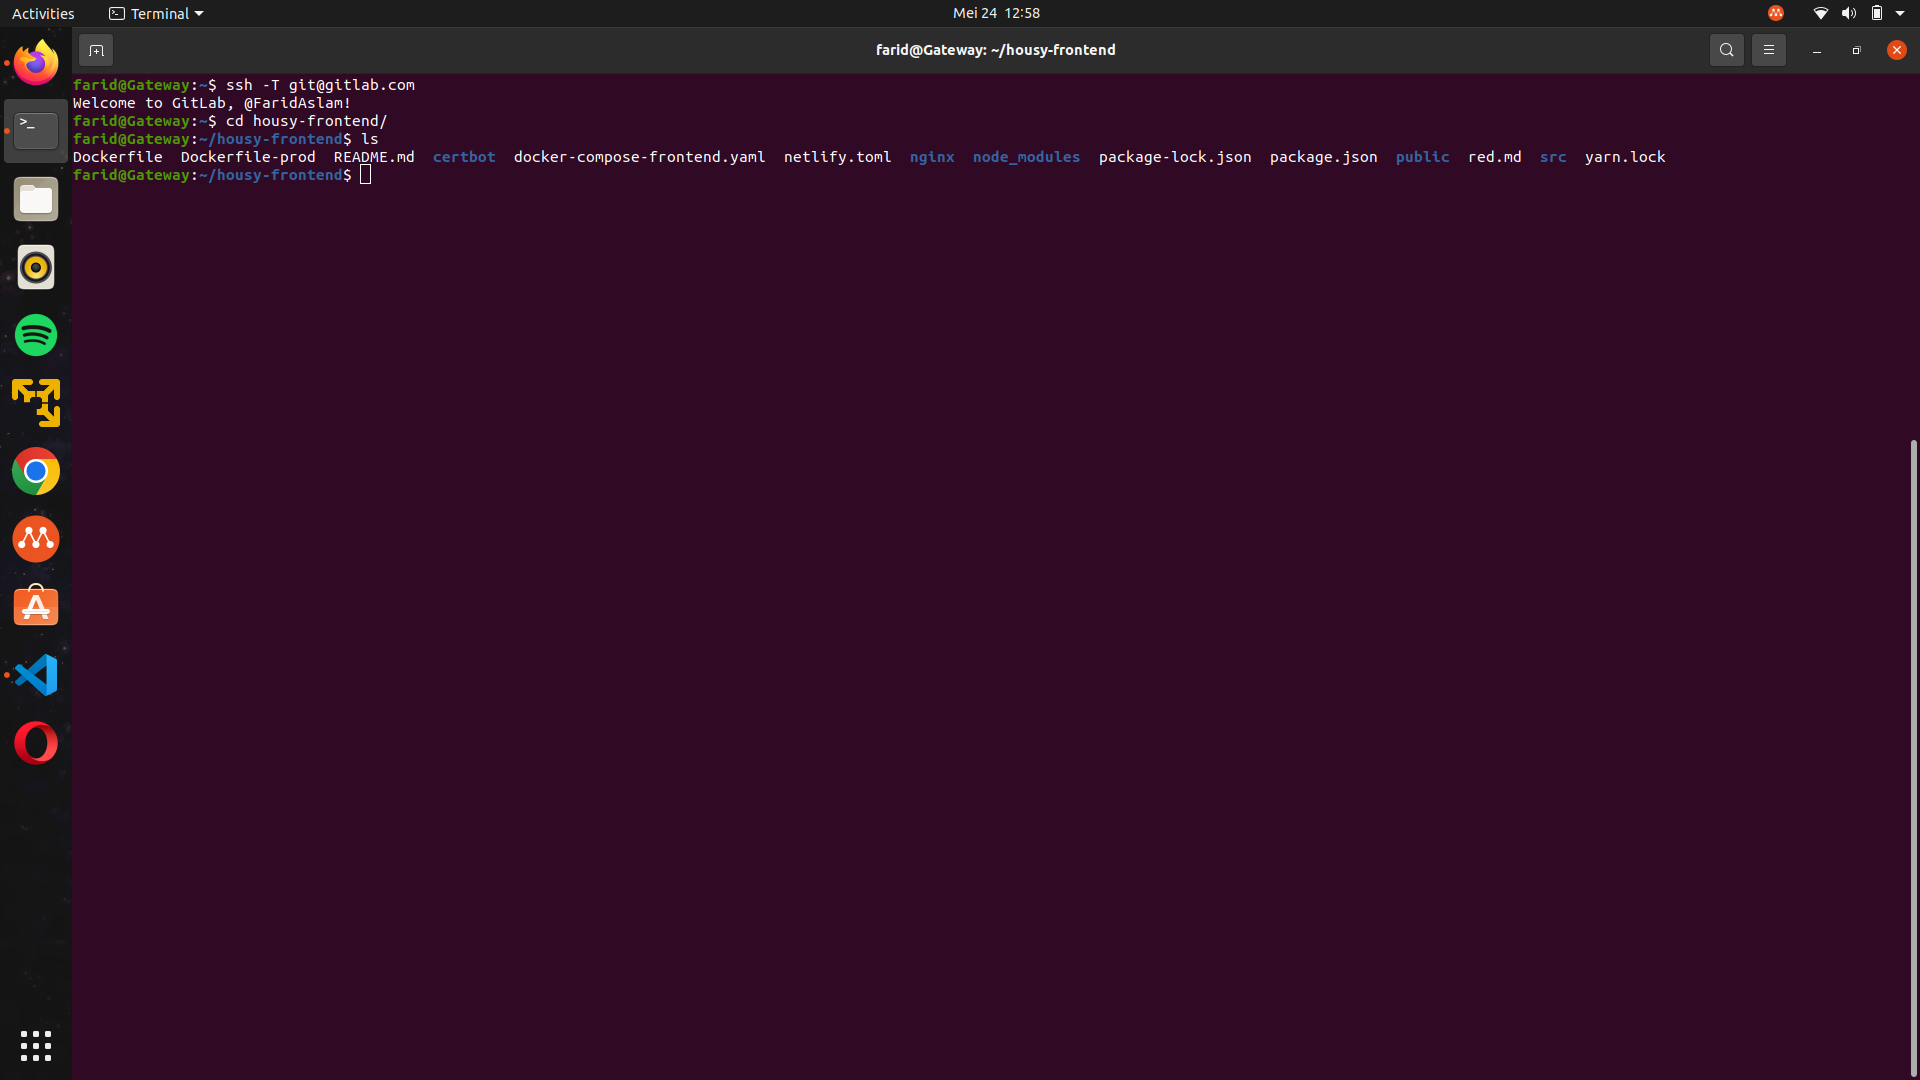 Activities Terminal Mei 24 12:58
farid@Gateway: ~/housy-frontend
farid@Gateway:~$ ssh -T git@gitlab.com
Welcome to GitLab, @FaridAslam!
farid@Gateway:~$ cd housy-frontend/
farid@Gateway:~/housy-frontend$ ls
Dockerfile Dockerfile-prod README.md certbot docker-compose-frontend.yaml netlify.toml nginx node_modules package-lock.json package.json public red.md src yarn.lock
farid@Gateway:~/housy-frontend$